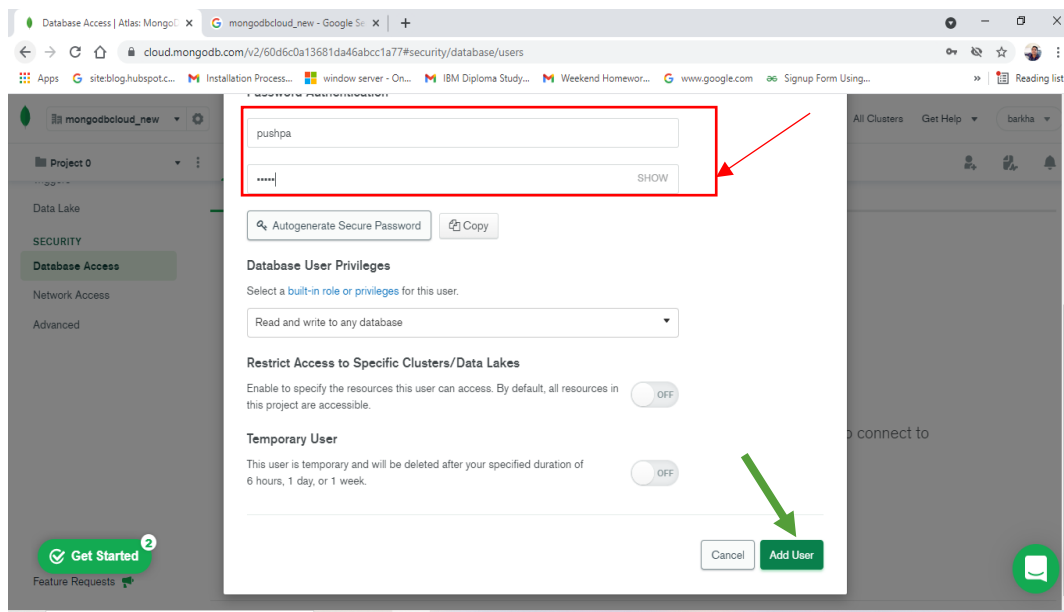 Database Access | Atlas: MongoD
mongodbcloud_new - Google Se
cloud.mongodb.com/v2/60d6c0a13681da46abcc1a77#security/database/users
Apps site:blog.hubspot.c... Installation Process... window server - On... IBM Diploma Study... Weekend Homewor... www.google.com Signup Form Using... » Reading list
mongodbcloud_new All Clusters Get Help barkha
Project 0
Triggers
Data Lake
SECURITY
Database Access
Network Access
Advanced
Password Authentication
pushpa
••••• SHOW
Autogenerate Secure Password Copy
Database User Privileges
Select a built-in role or privileges for this user.
Read and write to any database
Restrict Access to Specific Clusters/Data Lakes
Enable to specify the resources this user can access. By default, all resources in
this project are accessible.
OFF
Temporary User
This user is temporary and will be deleted after your specified duration of
6 hours, 1 day, or 1 week.
OFF
connect to
Cancel Add User
Get Started 2
Feature Requests